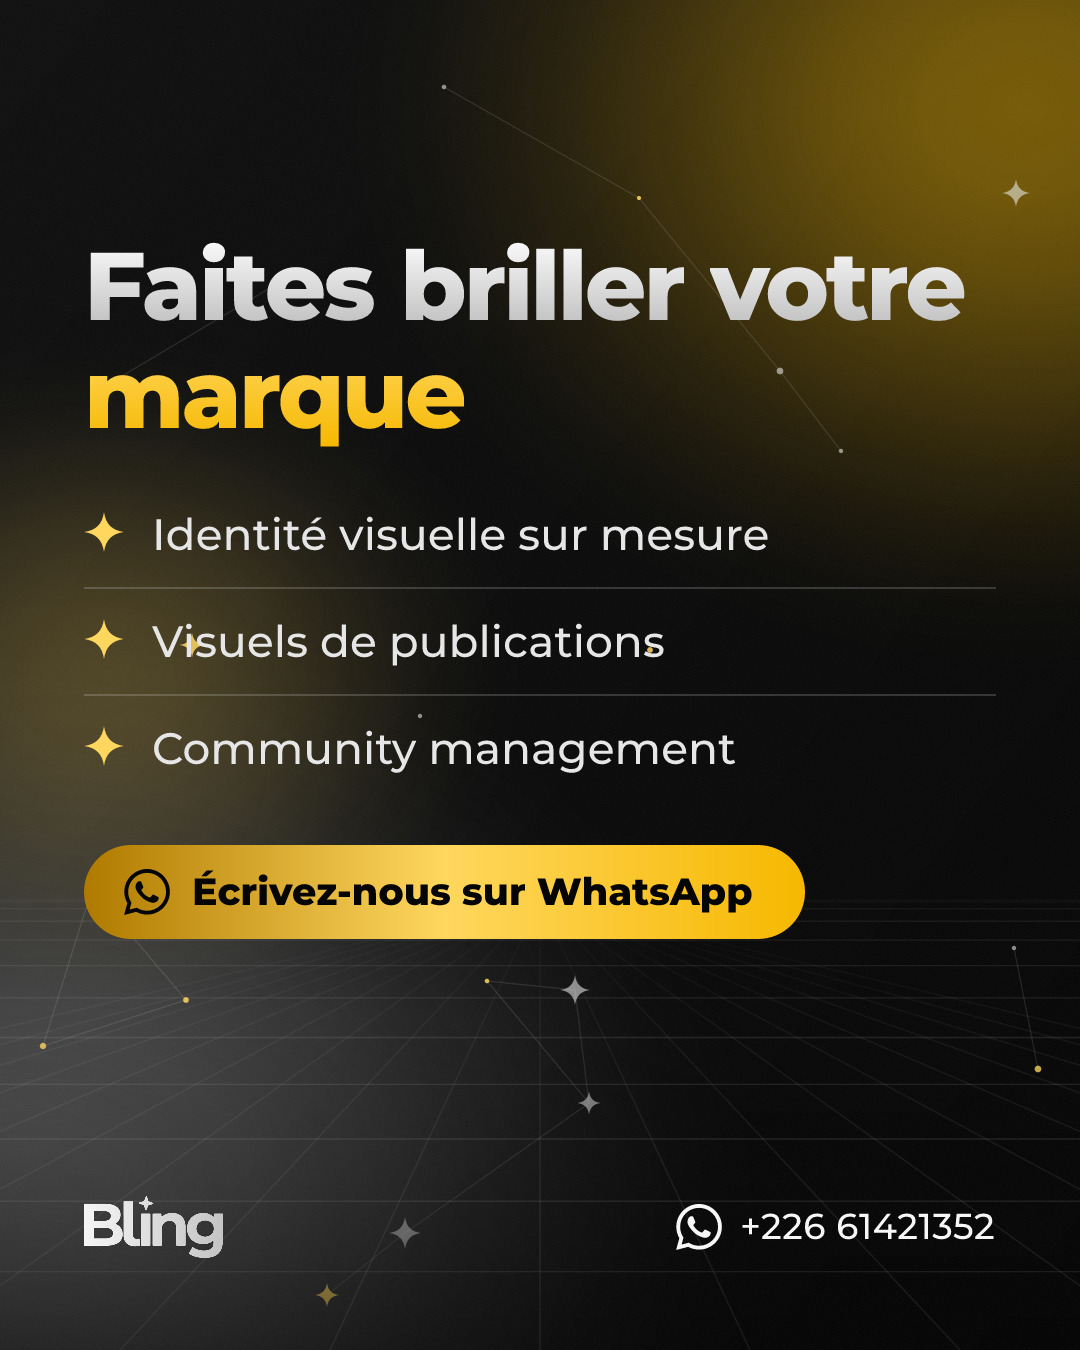 Faites briller votre
marque
Identité visuelle sur mesure
Visuels de publications
Community management
Écrivez-nous sur WhatsApp
Bling
+226 61421352